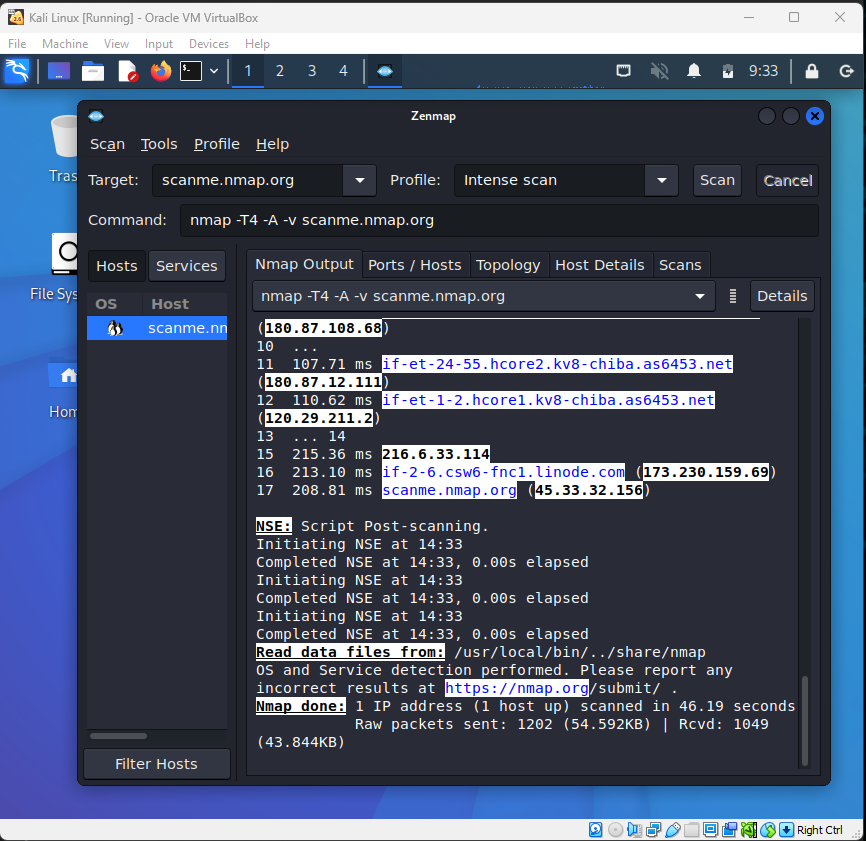 Kali Linux [Running] - Oracle VM VirtualBox
File Machine View Input Devices Help
1 2 3 4 9:33
Zenmap
Scan Tools Profile Help
Target: scanme.nmap.org Profile: Intense scan Scan Cancel
Command: nmap -T4 -A -v scanme.nmap.org
Hosts Services
OS Host
scanme.nn
Filter Hosts
Tras
File Sys
Hom
Nmap Output Ports / Hosts Topology Host Details Scans
nmap -T4 -A -v scanme.nmap.org Details
(180.87.108.68)
10 ...
11 107.71 ms if-et-24-55.hcore2.kv8-chiba.as6453.net
(180.87.12.111)
12 110.62 ms if-et-1-2.hcore1.kv8-chiba.as6453.net
(120.29.211.2)
13 ... 14
15 215.36 ms 216.6.33.114
16 213.10 ms if-2-6.csw6-fnc1.linode.com (173.230.159.69)
17 208.81 ms scanme.nmap.org (45.33.32.156)
NSE: Script Post-scanning.
Initiating NSE at 14:33
Completed NSE at 14:33, 0.00s elapsed
Initiating NSE at 14:33
Completed NSE at 14:33, 0.00s elapsed
Initiating NSE at 14:33
Completed NSE at 14:33, 0.00s elapsed
Read data files from: /usr/local/bin/../share/nmap
OS and Service detection performed. Please report any
incorrect results at https://nmap.org/submit/ .
Nmap done: 1 IP address (1 host up) scanned in 46.19 seconds
Raw packets sent: 1202 (54.592KB) | Rcvd: 1049
(43.844KB)
Right Ctrl